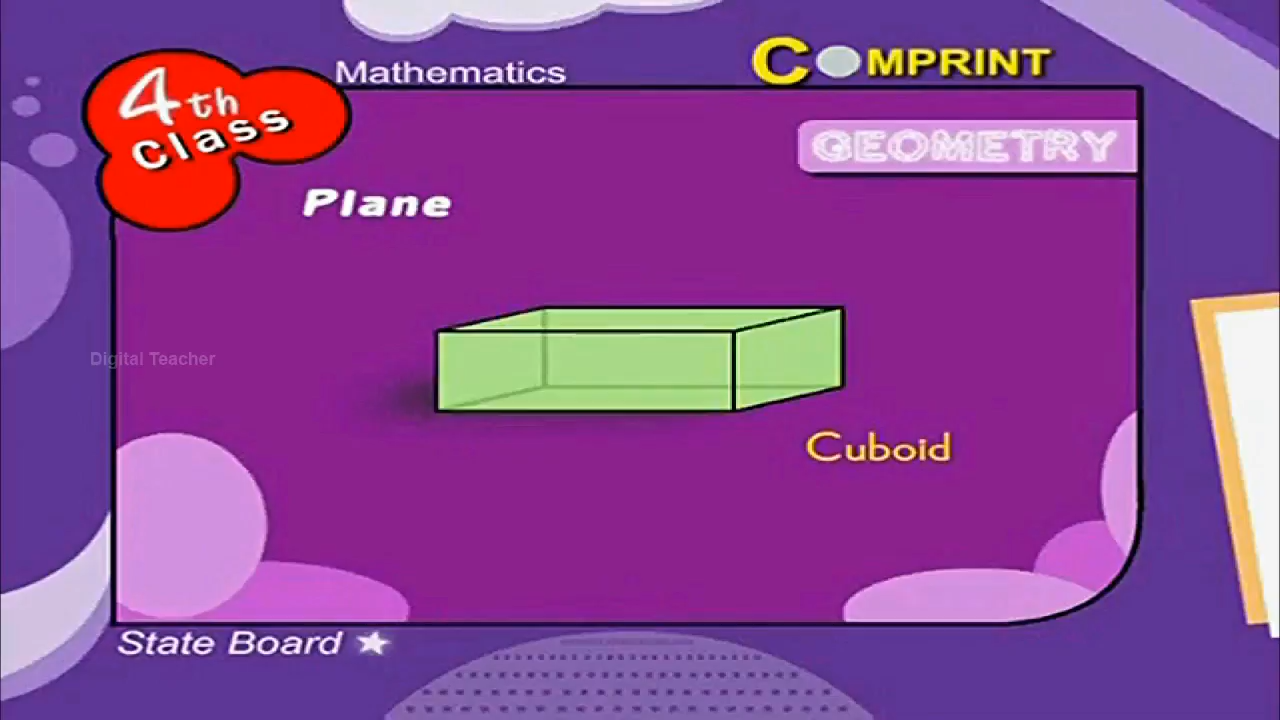 Mathematics
COMPRINT
4th
Class
GEOMETRY
Plane
Digital Teacher
Cuboid
State Board